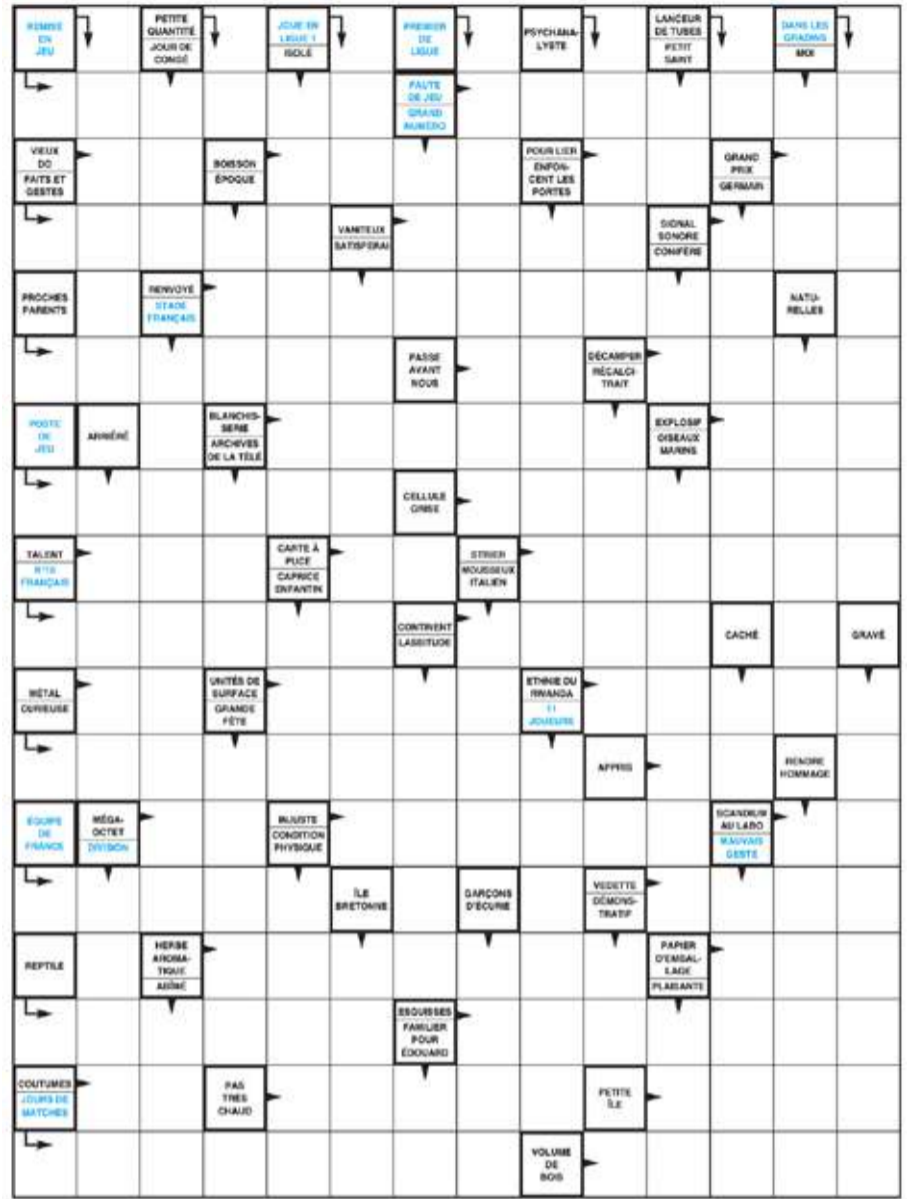 REMISE
EN
JEU
PETITE
QUANTITÉ
JOUR DE
CONGÉ
JOUE EN
LIGUE 1
ISOLÉ
PREMIER
DE
LIGUE
PSYCHANA-
LYSTE
LANCEUR
DE TUBES
PETIT
SAINT
DANS LES
GRADINS
MOI
FAUTE
DE JEU
GRAND
NUMÉRO
VIEUX
DO
FAITS ET
GESTES
BOISSON
ÉPOQUE
POUR LIER
ENFON-
CENT LES
PORTES
GRAND
PRIX
GERMAIN
VANITEUX
SATISFERAI
SIGNAL
SONORE
CONIFÈRE
PROCHES
PARENTS
RENVOYÉ
STADE
FRANÇAIS
NATU-
RELLES
PASSE
AVANT
NOUS
DÉCAMPER
RÉCALCI-
TRAIT
POSTE
DE
JEU
ARRIÉRÉ
BLANCHIS-
SERIE
ARCHIVES
DE LA TÉLÉ
EXPLOSIF
OISEAUX
MARINS
CELLULE
GRISE
TALENT
N°10
FRANÇAIS
CARTE À
PUCE
CAPRICE
ENFANTIN
STRIER
MOUSSEUX
ITALIEN
CONTINENT
LASSITUDE
CACHÉ
GRAVÉ
MÉTAL
CURIEUSE
UNITÉS DE
SURFACE
GRANDE
FÊTE
ETHNIE DU
RWANDA
11
JOUEURS
APPRIS
RENDRE
HOMMAGE
ÉQUIPE
DE
FRANCE
MÉGA-
OCTET
DIVISION
INJUSTE
CONDITION
PHYSIQUE
SCANDIUM
AU LABO
MAUVAIS
GESTE
ÎLE
BRETONNE
GARÇONS
D'ÉCURIE
VEDETTE
DÉMONS-
TRATIF
REPTILE
HERBE
AROMA-
TIQUE
ABÎMÉ
PAPIER
D'EMBAL-
LAGE
PLAISANTE
ESQUISSES
FAMILIER
POUR
ÉDOUARD
COUTUMES
JOURS DE
MATCHES
PAS
TRÈS
CHAUD
PETITE
ÎLE
VOLUME
DE
BOIS